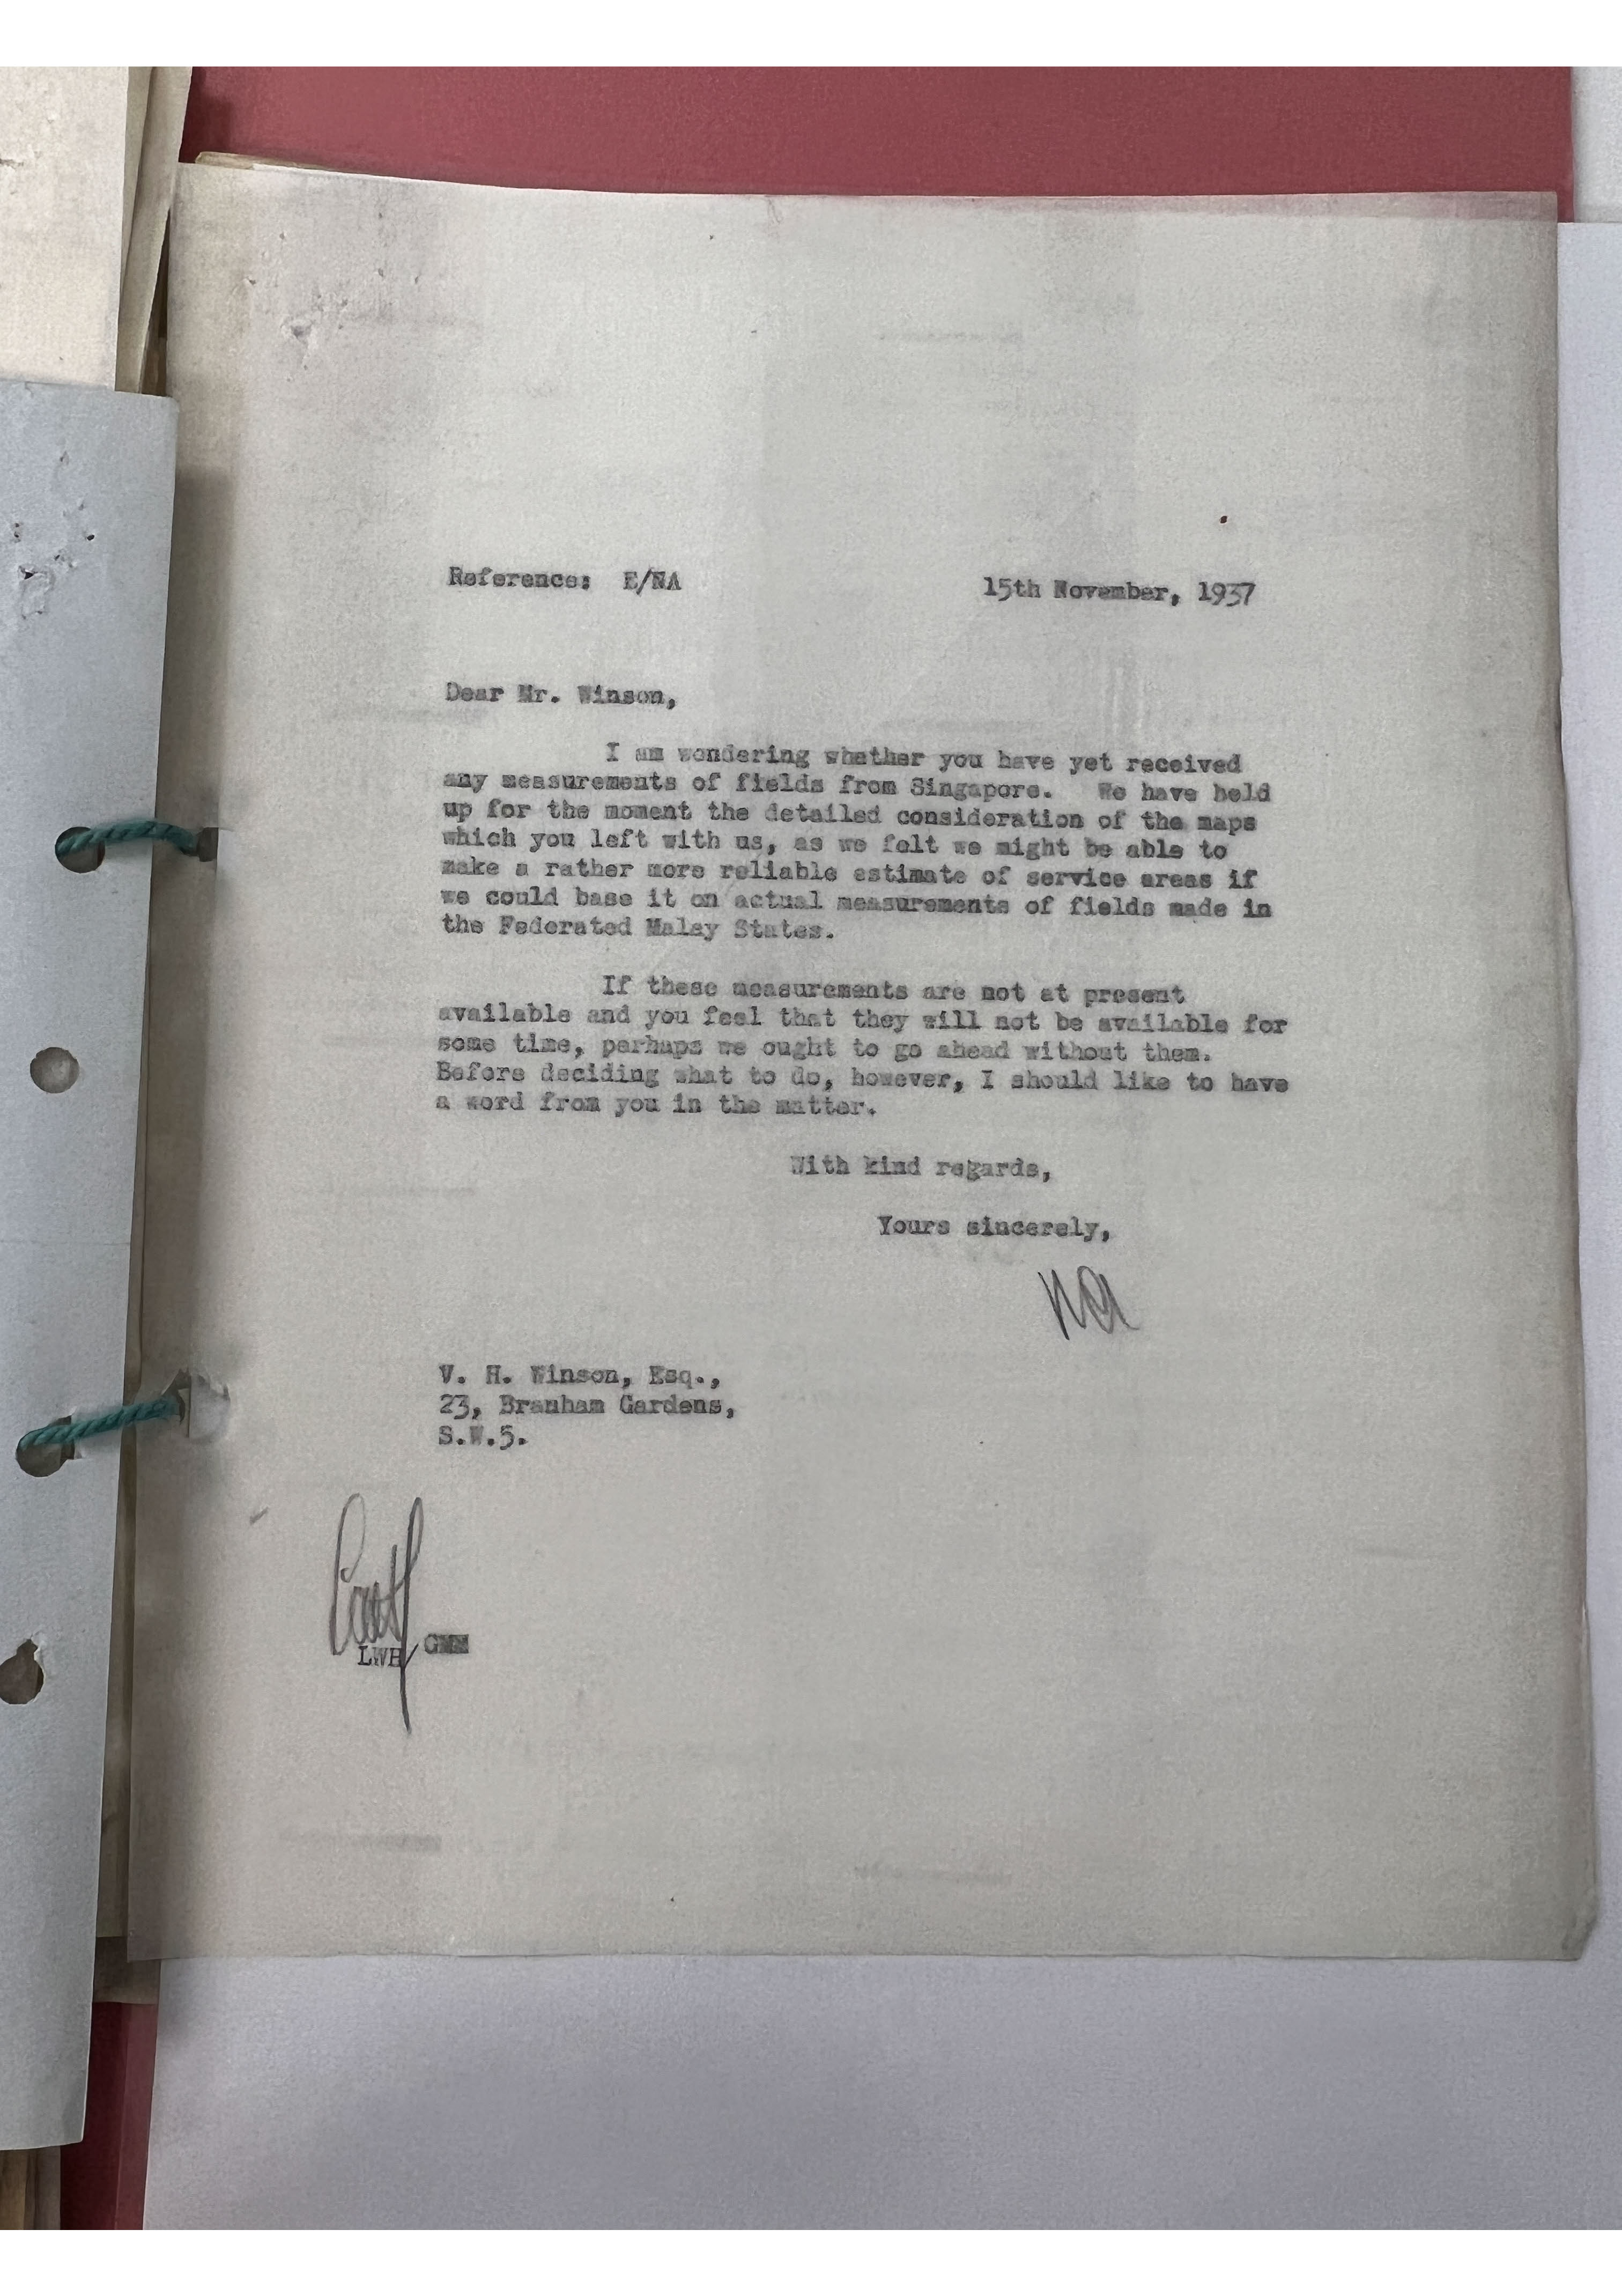 Reference: E/NA
15th November, 1937
Dear Mr. Winson,
I am wondering whether you have yet received
any measurements of fields from Singapore. We have held
up for the moment the detailed consideration of the maps
which you left with us, as we felt we might be able to
make a rather more reliable estimate of service areas if
we could base it on actual measurements of fields made in
the Federated Malay States.
If these measurements are not at present
available and you feel that they will not be available for
some time, perhaps we ought to go ahead without them.
Before deciding what to do, however, I should like to have
a word from you in the matter.
With kind regards,
Yours sincerely,
V. H. Winson, Esq.,
23, Branham Gardens,
S.W.5.
LWH/GMM